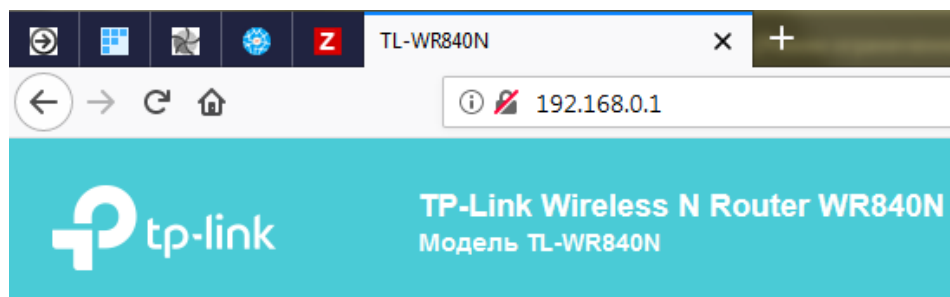 Z
TL-WR840N
192.168.0.1
tp-link
TP-Link Wireless N Router WR840N
Модель TL-WR840N